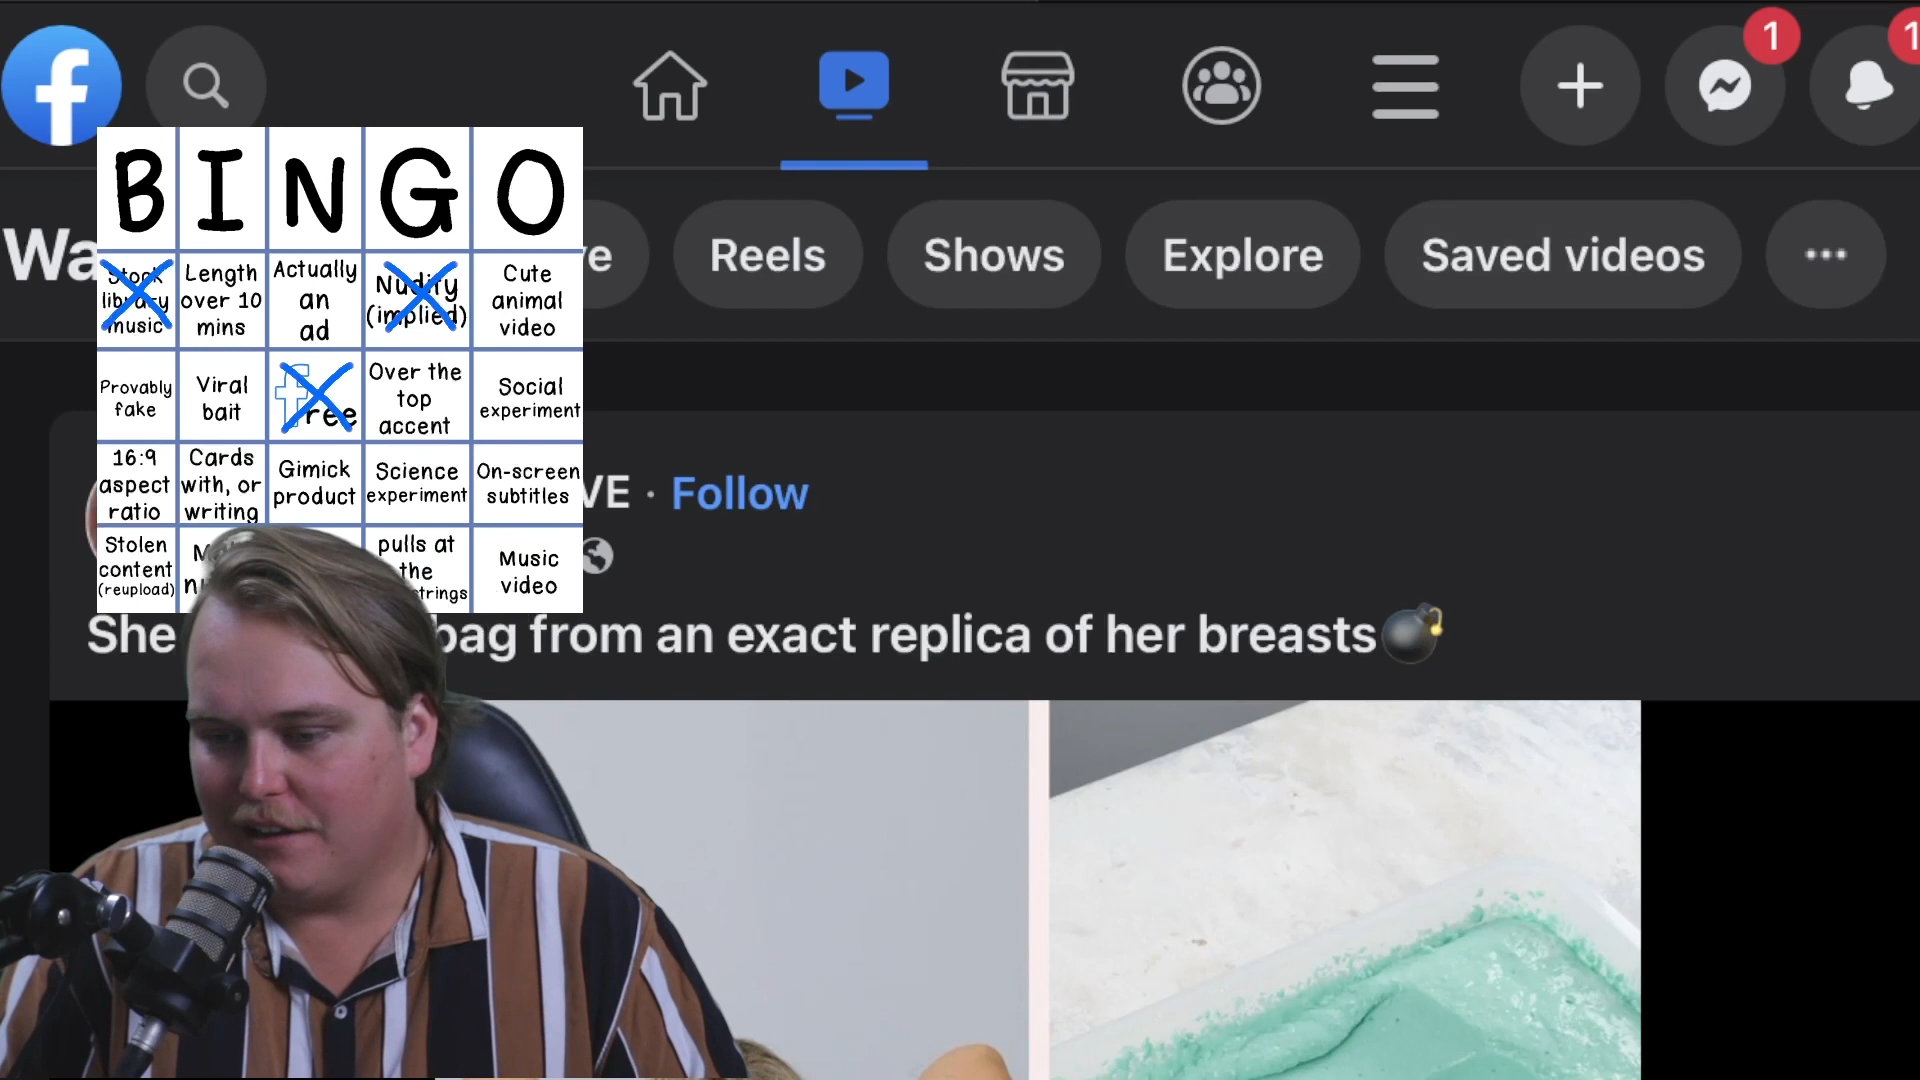 1
1
BINGO
Stock library music
Length over 10 mins
Actually an ad
Nudity (implied)
Cute animal video
Provably fake
Viral bait
free
Over the top accent
Social experiment
16:9 aspect ratio
Cards with, or writing
Gimick product
Science experiment
On-screen subtitles
Stolen content (reupload)
pulls at the
Music video
Wa
Reels
Shows
Explore
Saved videos
VE · Follow
She
bag from an exact replica of her breasts